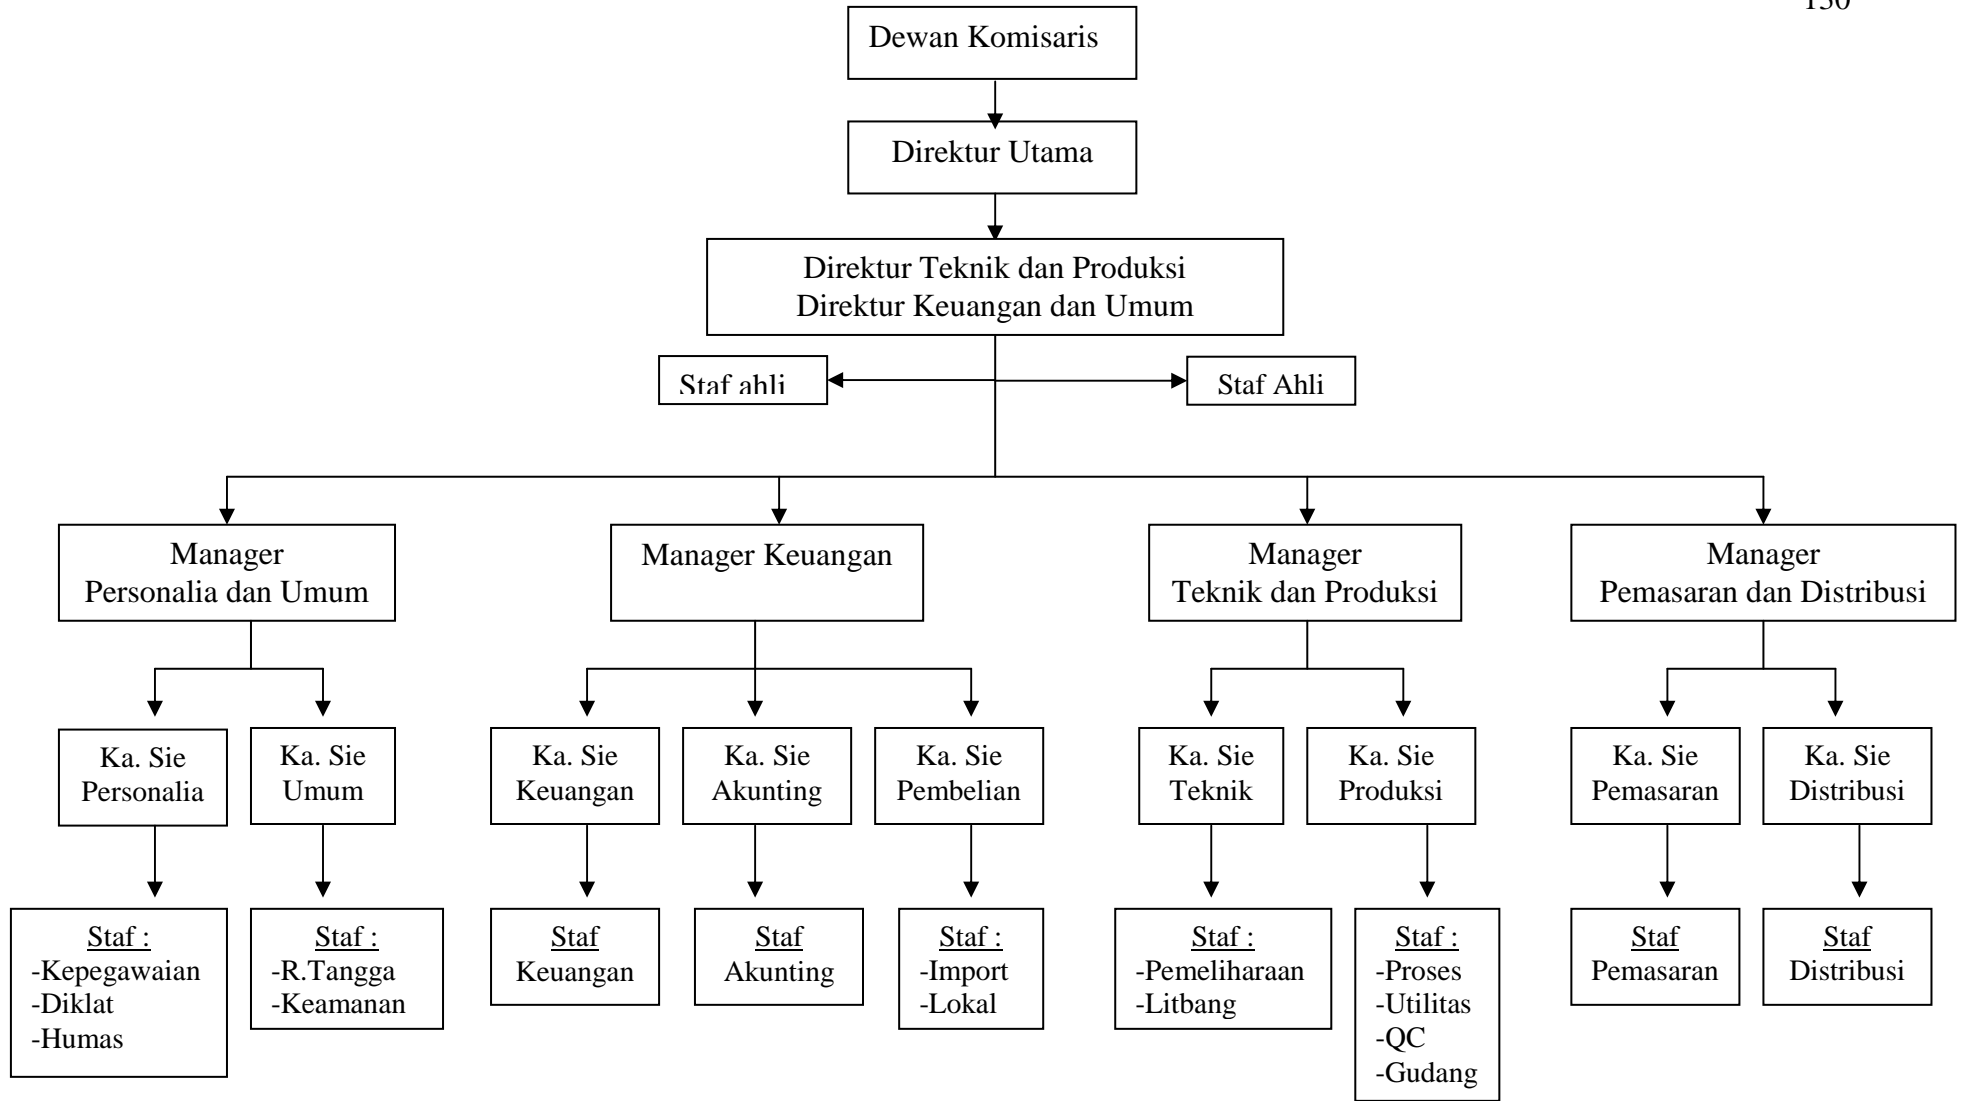 130
Dewan Komisaris
Direktur Utama
Direktur Teknik dan Produksi
Direktur Keuangan dan Umum
Staf ahli
Staf Ahli
Manager
Personalia dan Umum
Manager Keuangan
Manager
Teknik dan Produksi
Manager
Pemasaran dan Distribusi
Ka. Sie
Personalia
Ka. Sie
Umum
Ka. Sie
Keuangan
Ka. Sie
Akunting
Ka. Sie
Pembelian
Ka. Sie
Teknik
Ka. Sie
Produksi
Ka. Sie
Pemasaran
Ka. Sie
Distribusi
Staf :
-Kepegawaian
-Diklat
-Humas
Staf :
-R.Tangga
-Keamanan
Staf
Keuangan
Staf
Akunting
Staf :
-Import
-Lokal
Staf :
-Pemeliharaan
-Litbang
Staf :
-Proses
-Utilitas
-QC
-Gudang
Staf
Pemasaran
Staf
Distribusi